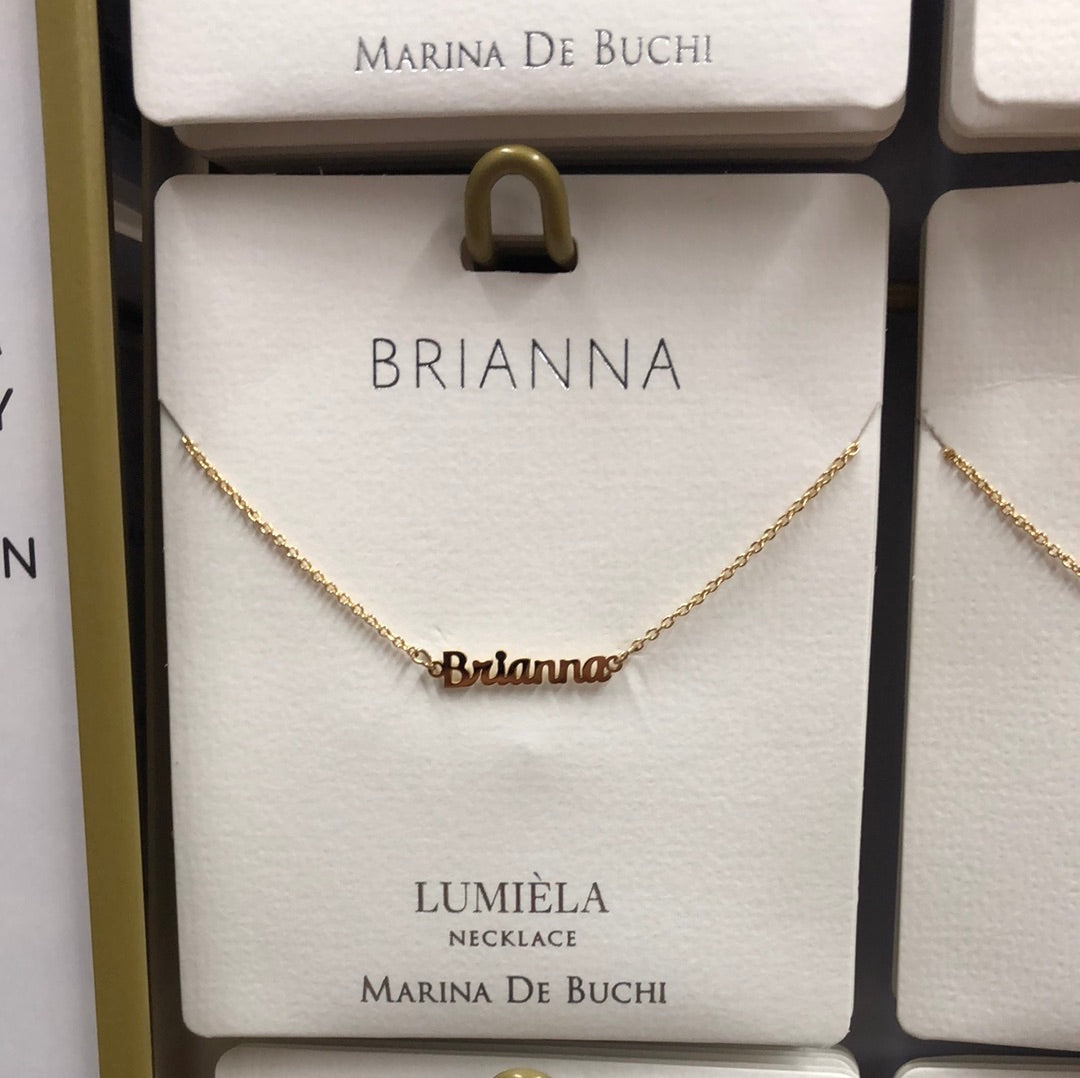 MARINA DE BUCHI
BRIANNA
Brianna
LUMIÈLA
NECKLACE
MARINA DE BUCHI
Y
N